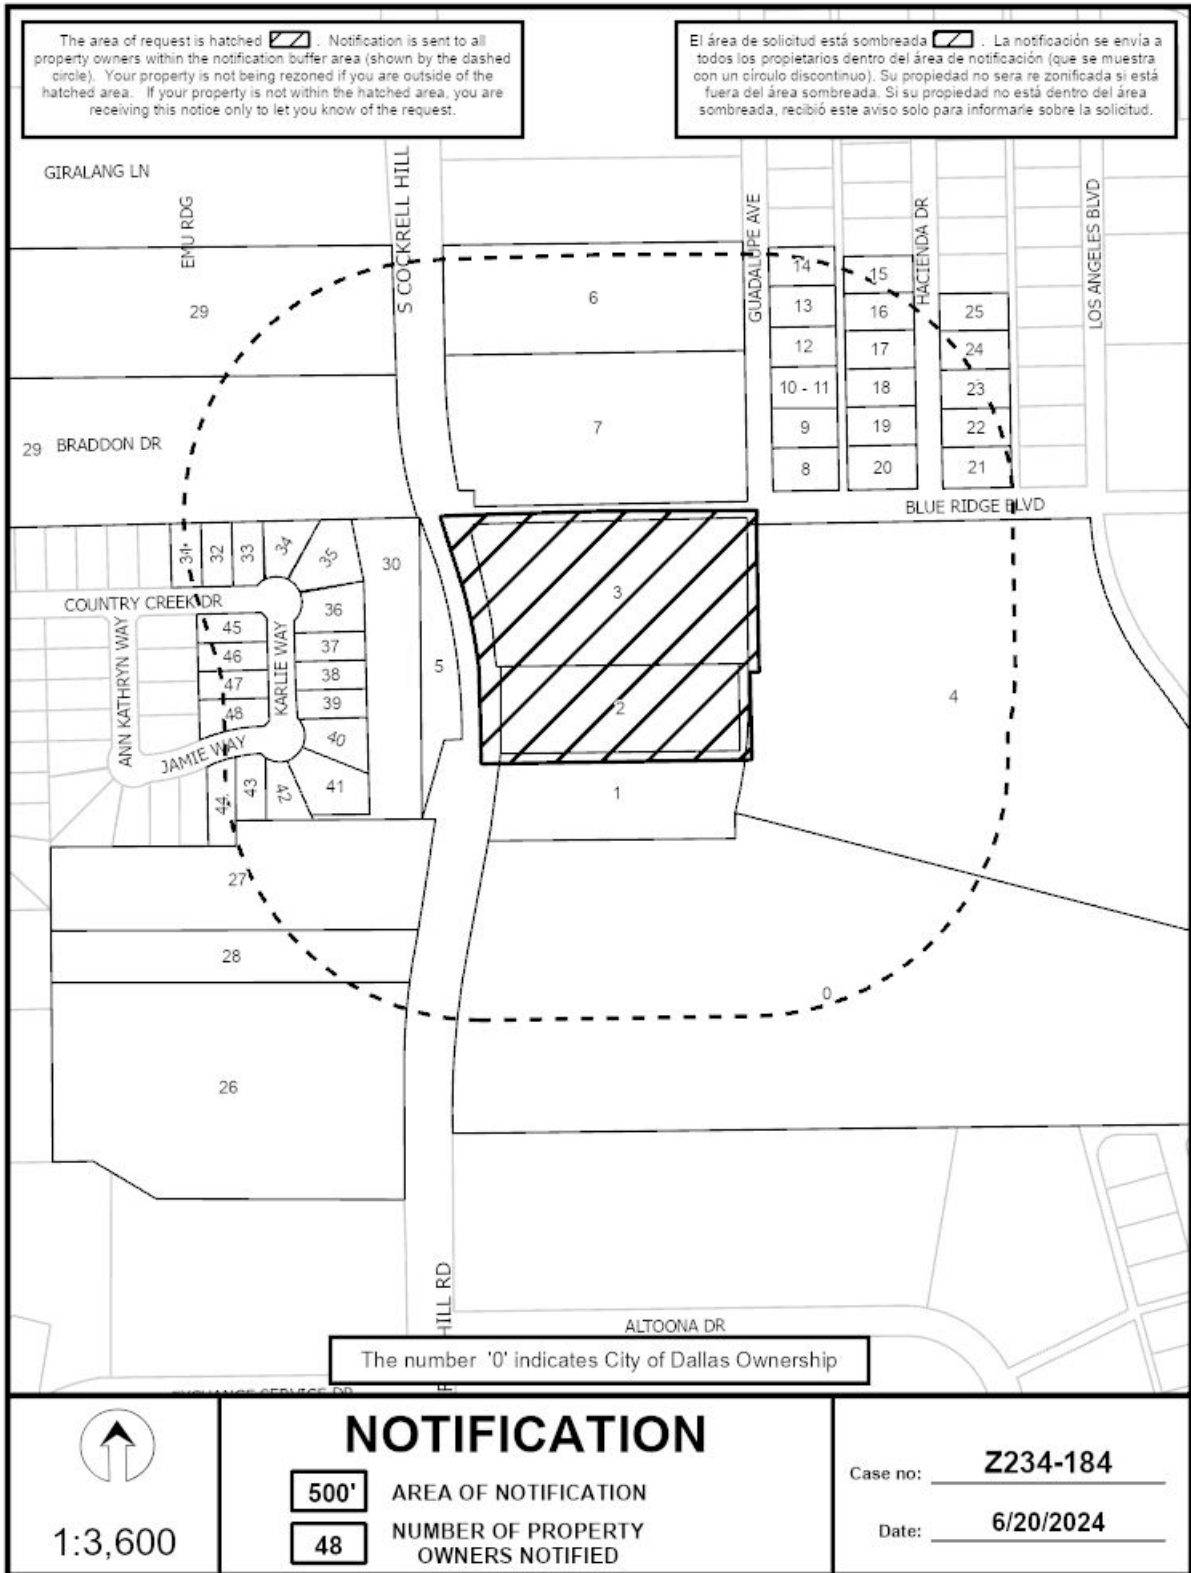 The area of request is hatched . Notification is sent to all
property owners within the notification buffer area (shown by the dashed
circle). Your property is not being rezoned if you are outside of the
hatched area. If your property is not within the hatched area, you are
receiving this notice only to let you know of the request.
El área de solicitud está sombreada . La notificación se envía a
todos los propietarios dentro del área de notificación (que se muestra
con un círculo discontinuo). Su propiedad no sera re zonificada si está
fuera del área sombreada. Si su propiedad no está dentro del área
sombreada, recibió este aviso solo para informarle sobre la solicitud.
GIRALANG LN
EMU RDG
S COCKRELL HILL
GUADALUPE AVE
HACIENDA DR
LOS ANGELES BLVD
29
6
14
13
12
10 - 11
9
8
15
16
17
18
19
20
25
24
23
22
21
7
29 BRADDON DR
BLUE RIDGE BLVD
31
32
33
34
35
30
3
COUNTRY CREEK DR
36
37
38
39
40
41
45
46
47
48
ANN KATHRYN WAY
KARLIE WAY
JAMIE WAY
5
2
4
1
44
43
42
27
28
0
26
HILL RD
ALTOONA DR
The number '0' indicates City of Dallas Ownership
1:3,600
NOTIFICATION
500' AREA OF NOTIFICATION
48 NUMBER OF PROPERTY
OWNERS NOTIFIED
Case no: Z234-184
Date: 6/20/2024